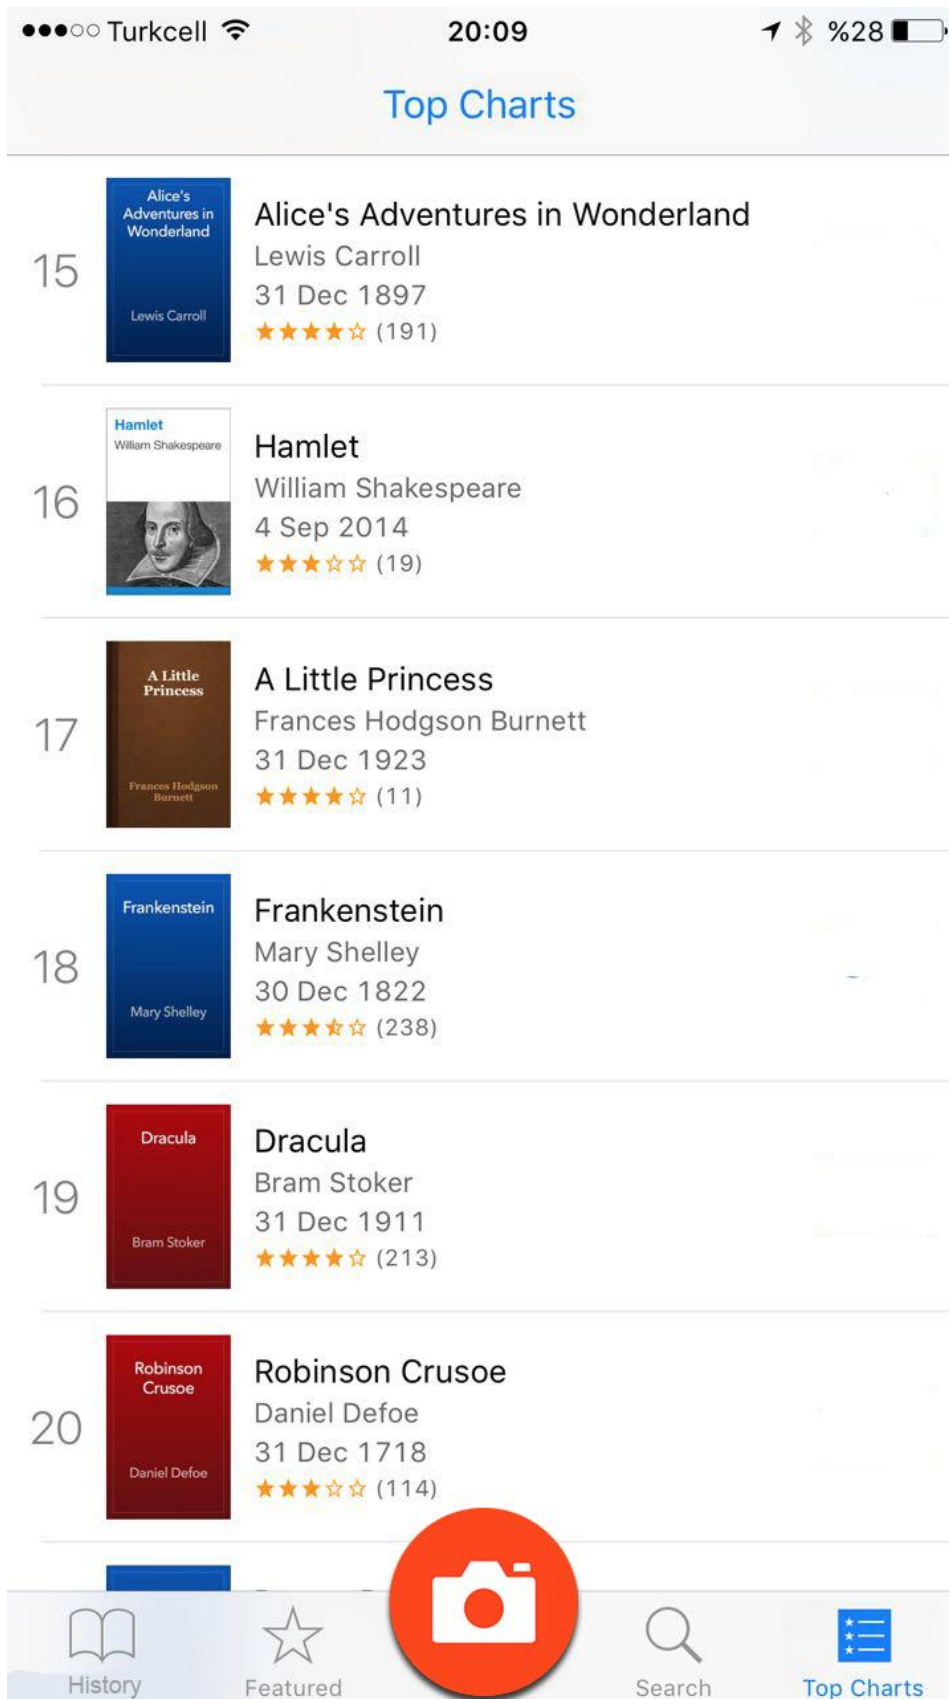 Turkcell 20:09 %28
Top Charts
15
Alice's
Adventures in
Wonderland
Lewis Carroll
Alice's Adventures in Wonderland
Lewis Carroll
31 Dec 1897
(191)
16
Hamlet
William Shakespeare
Hamlet
William Shakespeare
4 Sep 2014
(19)
17
A Little
Princess
Frances Hodgson
Burnett
A Little Princess
Frances Hodgson Burnett
31 Dec 1923
(11)
18
Frankenstein
Mary Shelley
Frankenstein
Mary Shelley
30 Dec 1822
(238)
19
Dracula
Bram Stoker
Dracula
Bram Stoker
31 Dec 1911
(213)
20
Robinson
Crusoe
Daniel Defoe
Robinson Crusoe
Daniel Defoe
31 Dec 1718
(114)
History Featured Search Top Charts